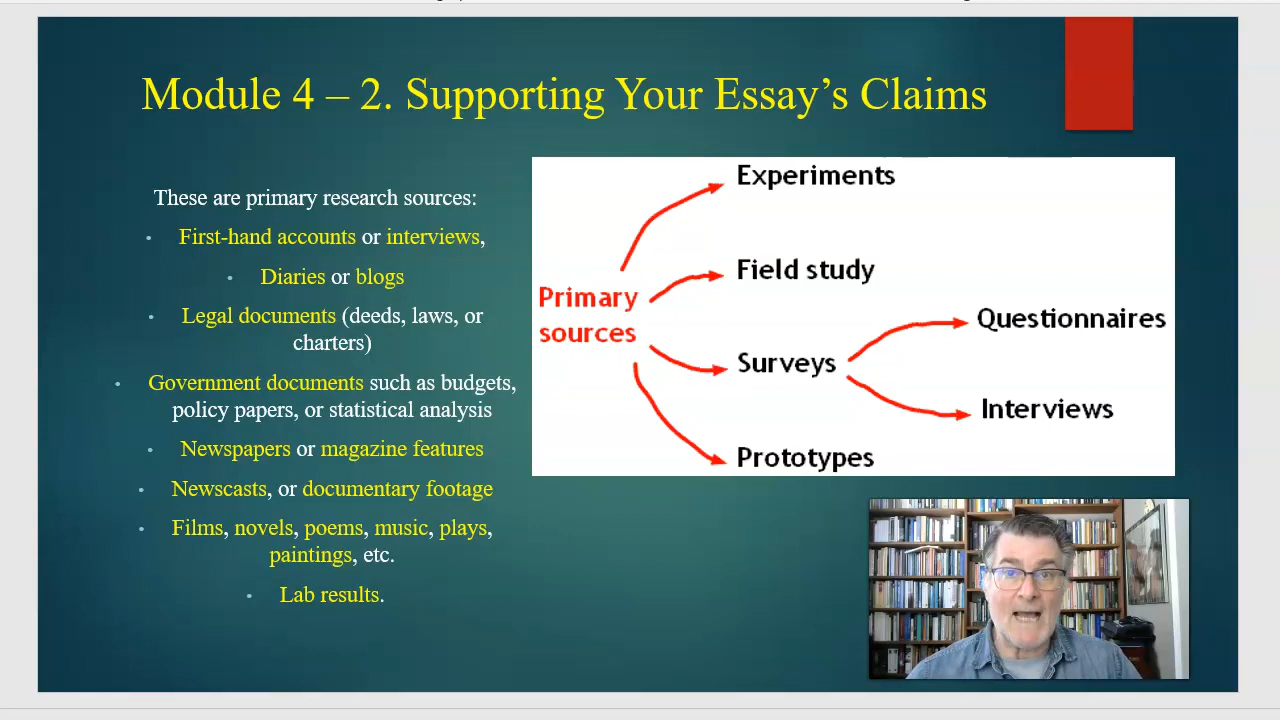 Module 4 – 2. Supporting Your Essay’s Claims
These are primary research sources:
• First-hand accounts or interviews,
• Diaries or blogs
• Legal documents (deeds, laws, or
charters)
• Government documents such as budgets,
policy papers, or statistical analysis
• Newspapers or magazine features
• Newscasts, or documentary footage
• Films, novels, poems, music, plays,
paintings, etc.
• Lab results.
Primary
sources
Experiments
Field study
Surveys
Questionnaires
Interviews
Prototypes